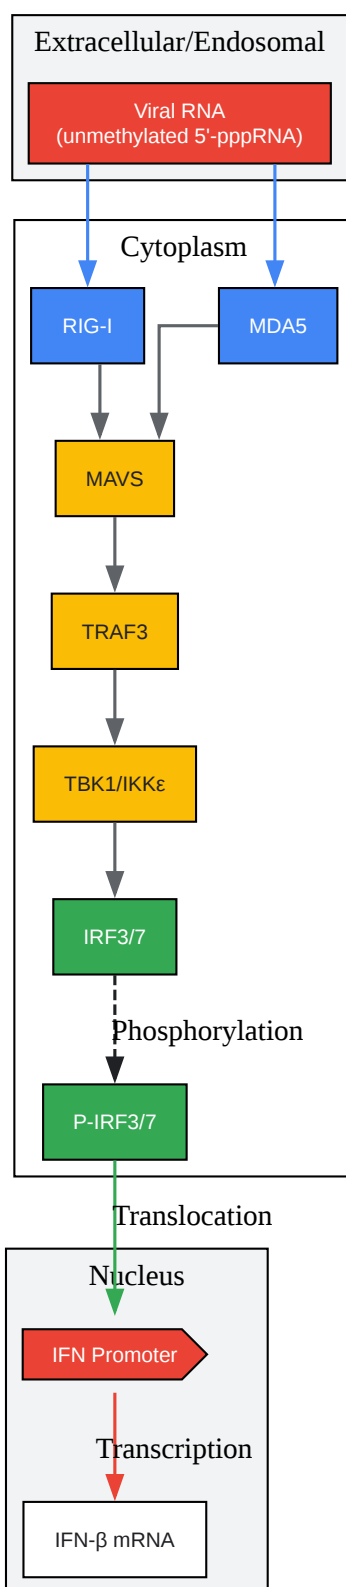 Extracellular/Endosomal
Viral RNA
(unmethylated 5'-pppRNA)
Cytoplasm
RIG-I
MDA5
MAVS
TRAF3
TBK1/IKKε
IRF3/7
Phosphorylation
P-IRF3/7
Translocation
Nucleus
IFN Promoter
Transcription
IFN-β mRNA